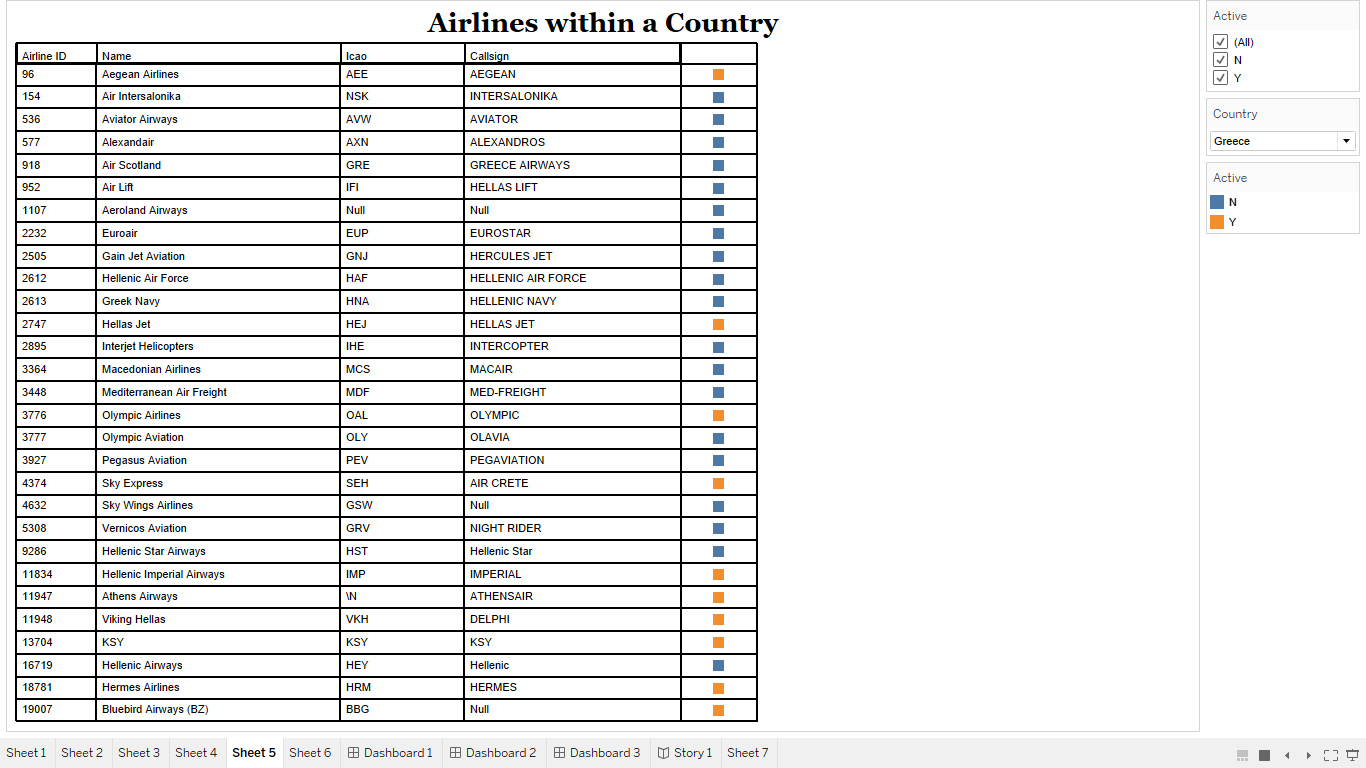 Airlines within a Country
Airline ID Name Icao Callsign
96 Aegean Airlines AEE AEGEAN
154 Air Intersalonika NSK INTERSALONIKA
536 Aviator Airways AVW AVIATOR
577 Alexandair AXN ALEXANDROS
918 Air Scotland GRE GREECE AIRWAYS
952 Air Lift IFI HELLAS LIFT
1107 Aeroland Airways Null Null
2232 Euroair EUP EUROSTAR
2505 Gain Jet Aviation GNJ HERCULES JET
2612 Hellenic Air Force HAF HELLENIC AIR FORCE
2613 Greek Navy HNA HELLENIC NAVY
2747 Hellas Jet HEJ HELLAS JET
2895 Interjet Helicopters IHE INTERCOPTER
3364 Macedonian Airlines MCS MACAIR
3448 Mediterranean Air Freight MDF MED-FREIGHT
3776 Olympic Airlines OAL OLYMPIC
3777 Olympic Aviation OLY OLAVIA
3927 Pegasus Aviation PEV PEGAVIATION
4374 Sky Express SEH AIR CRETE
4632 Sky Wings Airlines GSW Null
5308 Vernicos Aviation GRV NIGHT RIDER
9286 Hellenic Star Airways HST Hellenic Star
11834 Hellenic Imperial Airways IMP IMPERIAL
11947 Athens Airways \N ATHENSAIR
11948 Viking Hellas VKH DELPHI
13704 KSY KSY KSY
16719 Hellenic Airways HEY Hellenic
18781 Hermes Airlines HRM HERMES
19007 Bluebird Airways (BZ) BBG Null
Active
(All)
N
Y
Country
Greece
Active
N
Y
Sheet 1 Sheet 2 Sheet 3 Sheet 4 Sheet 5 Sheet 6 Dashboard 1 Dashboard 2 Dashboard 3 Story 1 Sheet 7